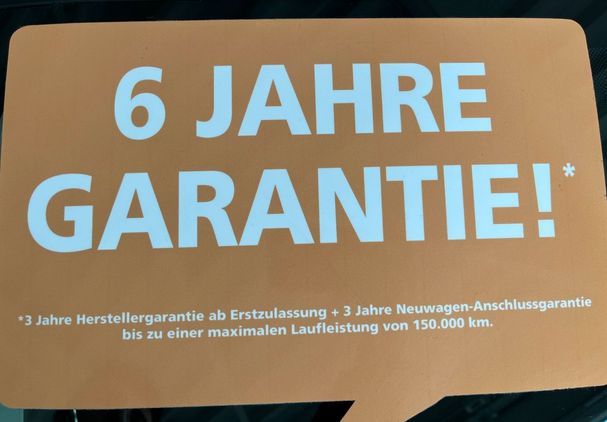 6 JAHRE
GARANTIE!*
*3 Jahre Herstellergarantie ab Erstzulassung + 3 Jahre Neuwagen-Anschlussgarantie
bis zu einer maximalen Laufleistung von 150.000 km.